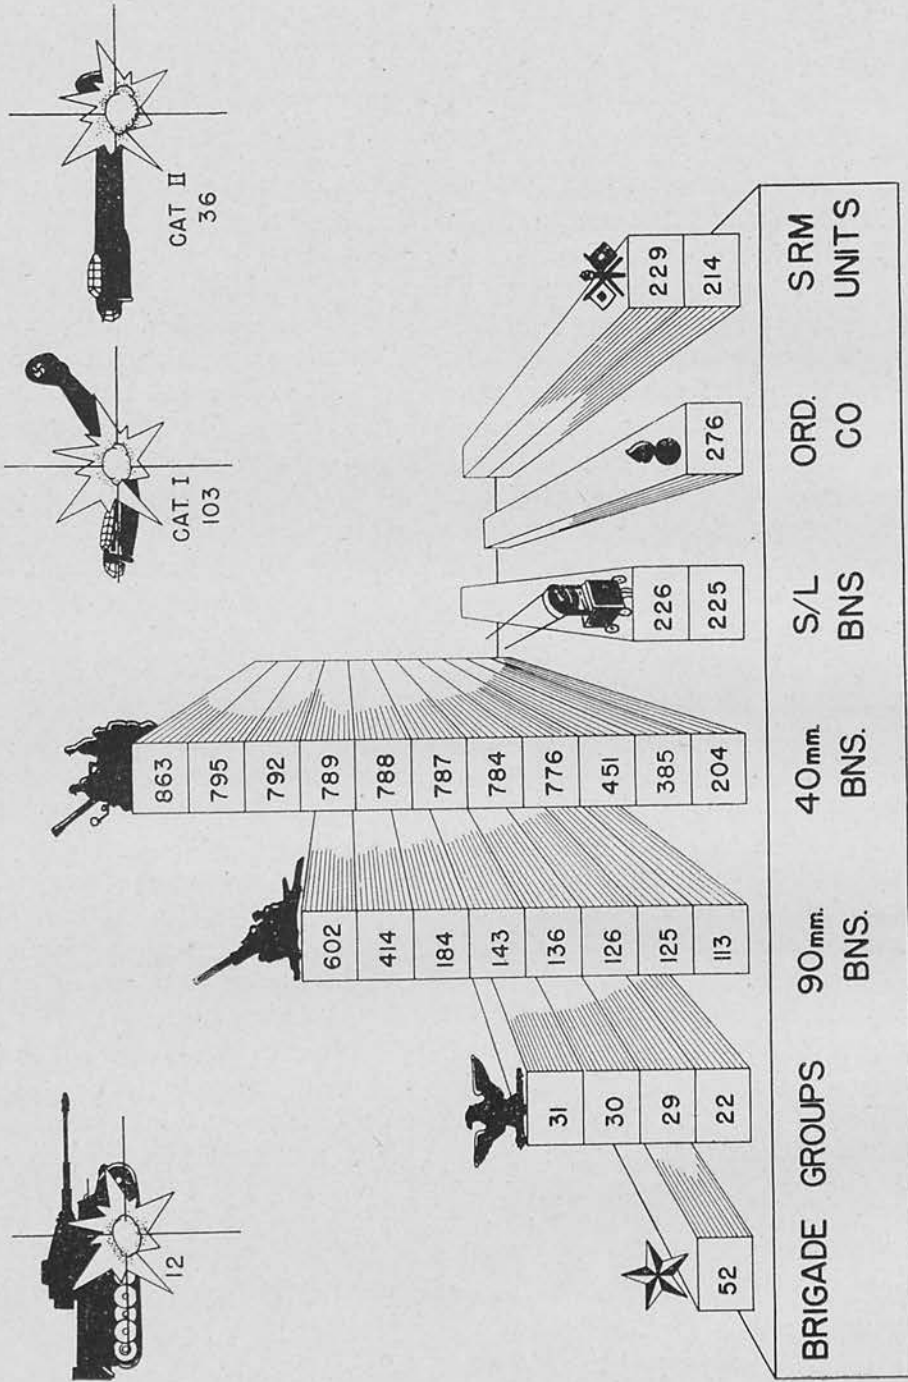 12
CAT I
103
CAT II
36
52
31
30
29
22
602
414
184
143
136
126
125
113
863
795
792
789
788
787
784
776
451
385
204
226
225
276
229
214
BRIGADE
GROUPS
90mm.
BNS.
40mm.
BNS.
S/L
BNS
ORD.
CO
SRM
UNITS